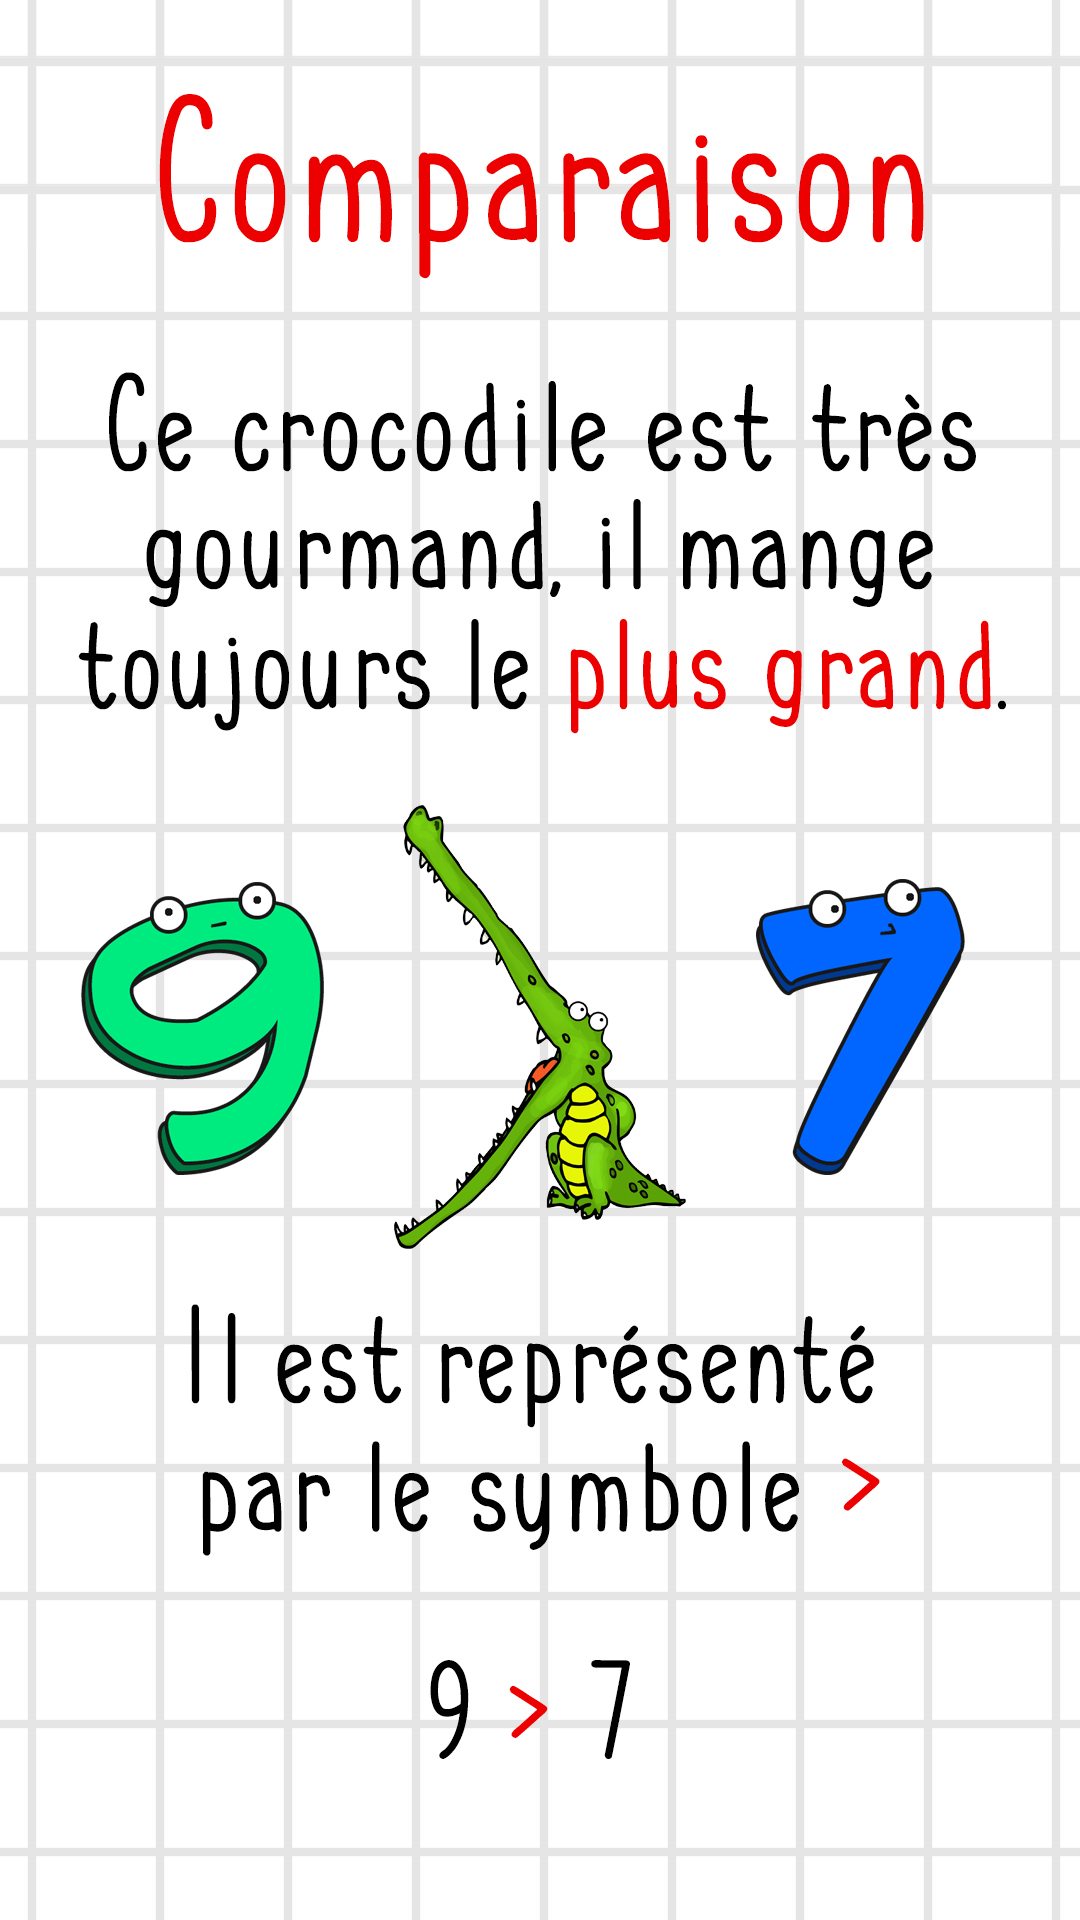 Comparaison
Ce crocodile est très
gourmand, il mange
toujours le plus grand.
9 7
Il est représenté
par le symbole >
9 > 7